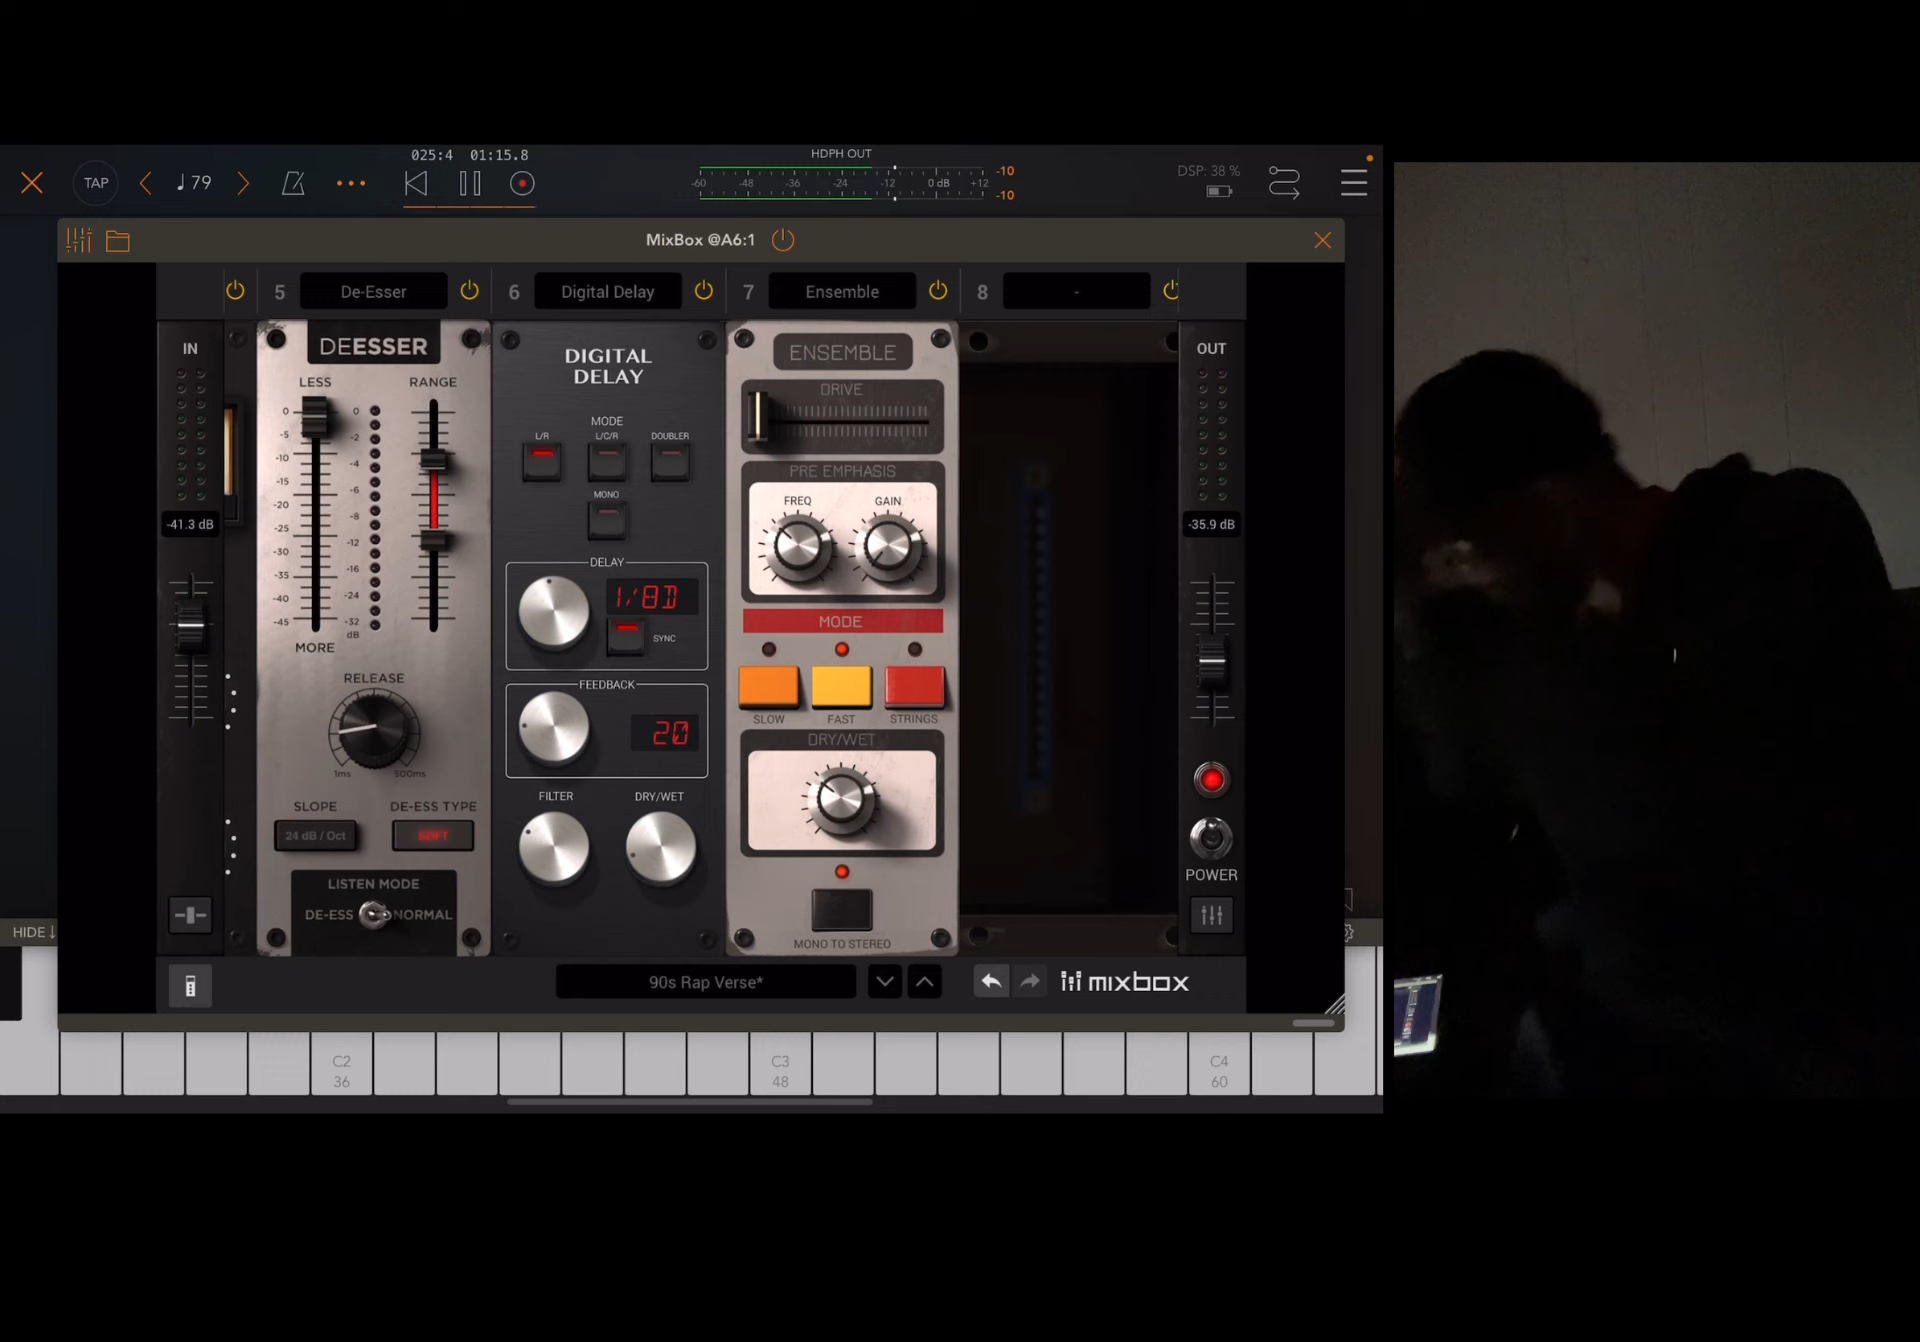 025:4 01:15.8
HDPH OUT
TAP
79
-60 -48 -36 -24 -12 0 dB +12
-10
-10
DSP: 38 %
MixBox @A6:1
5 De-Esser
6 Digital Delay
7 Ensemble
8 -
IN
-41.3 dB
DEESSER
LESS
RANGE
0 0
-5 -2
-10 -4
-15 -6
-20 -8
-25 -12
-30 -16
-35 -24
-40 -32
-45 dB
MORE
RELEASE
1ms 500ms
SLOPE
24 dB / Oct
DE-ESS TYPE
SOFT
LISTEN MODE
DE-ESS NORMAL
DIGITAL
DELAY
MODE
L/R L/C/R DOUBLER
MONO
DELAY
1/8D
SYNC
FEEDBACK
20
FILTER
DRY/WET
ENSEMBLE
DRIVE
PRE EMPHASIS
FREQ GAIN
MODE
SLOW FAST STRINGS
DRY/WET
MONO TO STEREO
OUT
-35.9 dB
POWER
HIDE↓
90s Rap Verse*
mixbox
C2
36
C3
48
C4
60